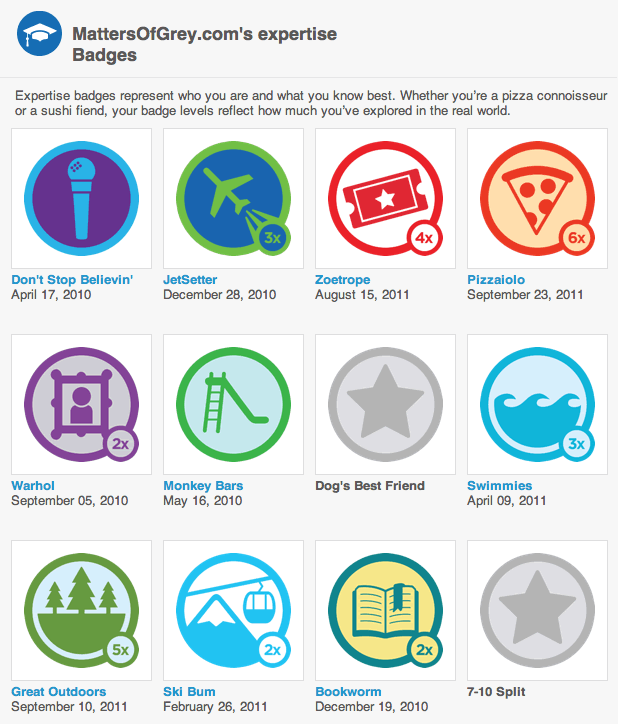 MattersOfGrey.com's expertise
Badges
Expertise badges represent who you are and what you know best. Whether you're a pizza connoisseur
or a sushi fiend, your badge levels reflect how much you've explored in the real world.
3x
4x
6x
Don't Stop Believin'
April 17, 2010
JetSetter
December 28, 2010
Zoetrope
August 15, 2011
Pizzaiolo
September 23, 2011
2x
3x
Warhol
September 05, 2010
Monkey Bars
May 16, 2010
Dog's Best Friend
Swimmies
April 09, 2011
5x
2x
2x
Great Outdoors
September 10, 2011
Ski Bum
February 26, 2011
Bookworm
December 19, 2010
7-10 Split